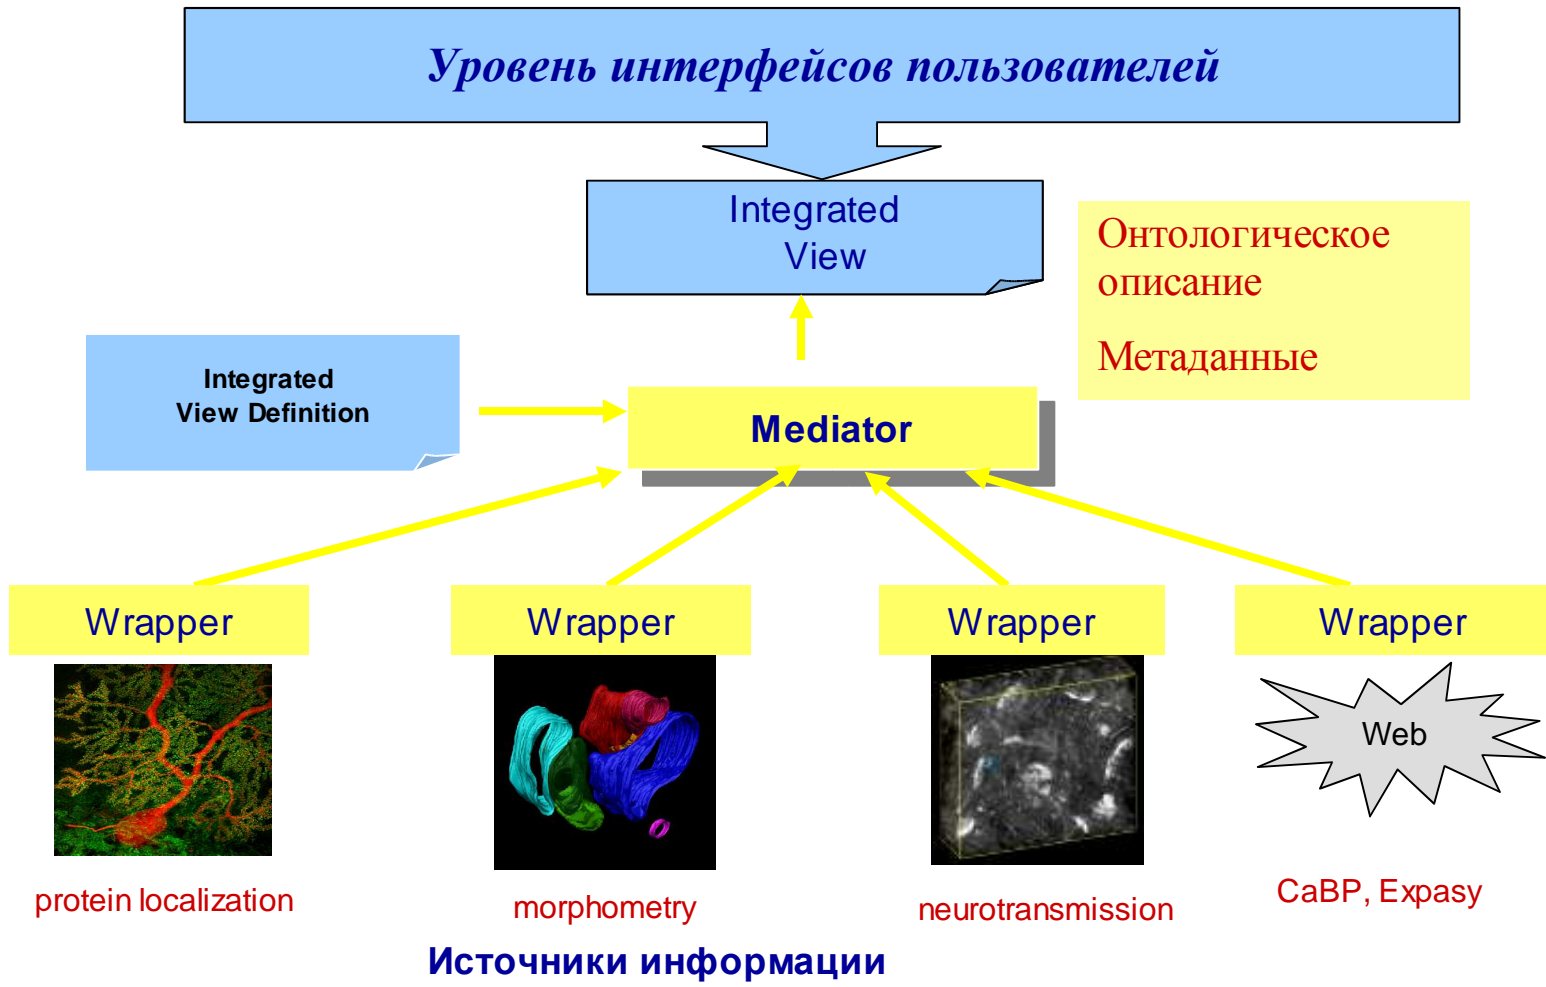 Уровень интерфейсов пользователей
Integrated
View
Онтологическое
описание
Метаданные
Integrated
View Definition
Mediator
Wrapper
Wrapper
Wrapper
Wrapper
Web
protein localization
morphometry
neurotransmission
CaBP, Expasy
Источники информации